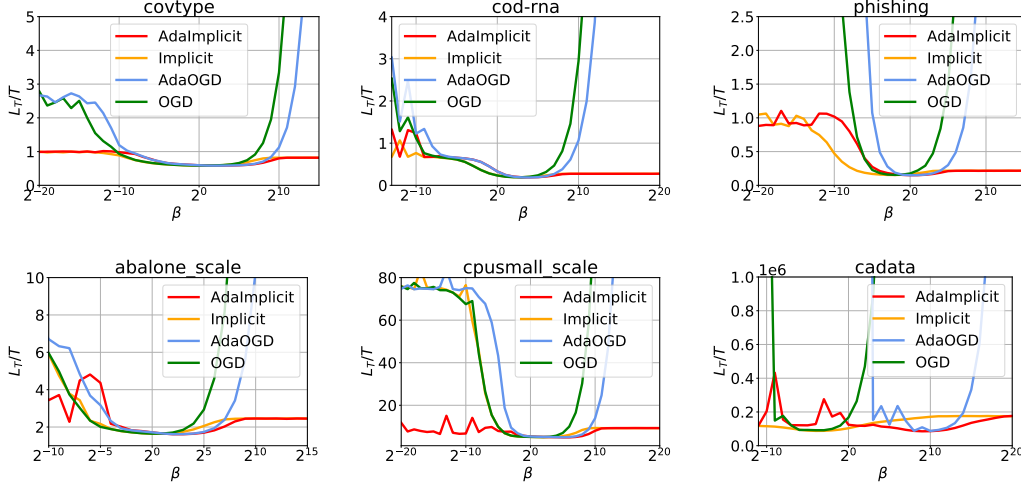 covtype
5
4
3
2
1
0
L_T/T
2^-20
2^-10
2^0
2^10
β
AdaImplicit
Implicit
AdaOGD
OGD
cod-rna
4
3
2
1
0
L_T/T
2^-10
2^0
2^10
2^20
β
AdaImplicit
Implicit
AdaOGD
OGD
phishing
2.5
2.0
1.5
1.0
0.5
0.0
L_T/T
2^-20
2^-10
2^0
2^10
β
AdaImplicit
Implicit
AdaOGD
OGD
abalone_scale
10
8
6
4
2
L_T/T
2^-10
2^-5
2^0
2^5
2^10
2^15
β
AdaImplicit
Implicit
AdaOGD
OGD
cpusmall_scale
80
60
40
20
L_T/T
2^-20
2^-10
2^0
2^10
2^20
β
AdaImplicit
Implicit
AdaOGD
OGD
cadata
1e6
1.0
0.8
0.6
0.4
0.2
0.0
L_T/T
2^-10
2^0
2^10
2^20
β
AdaImplicit
Implicit
AdaOGD
OGD